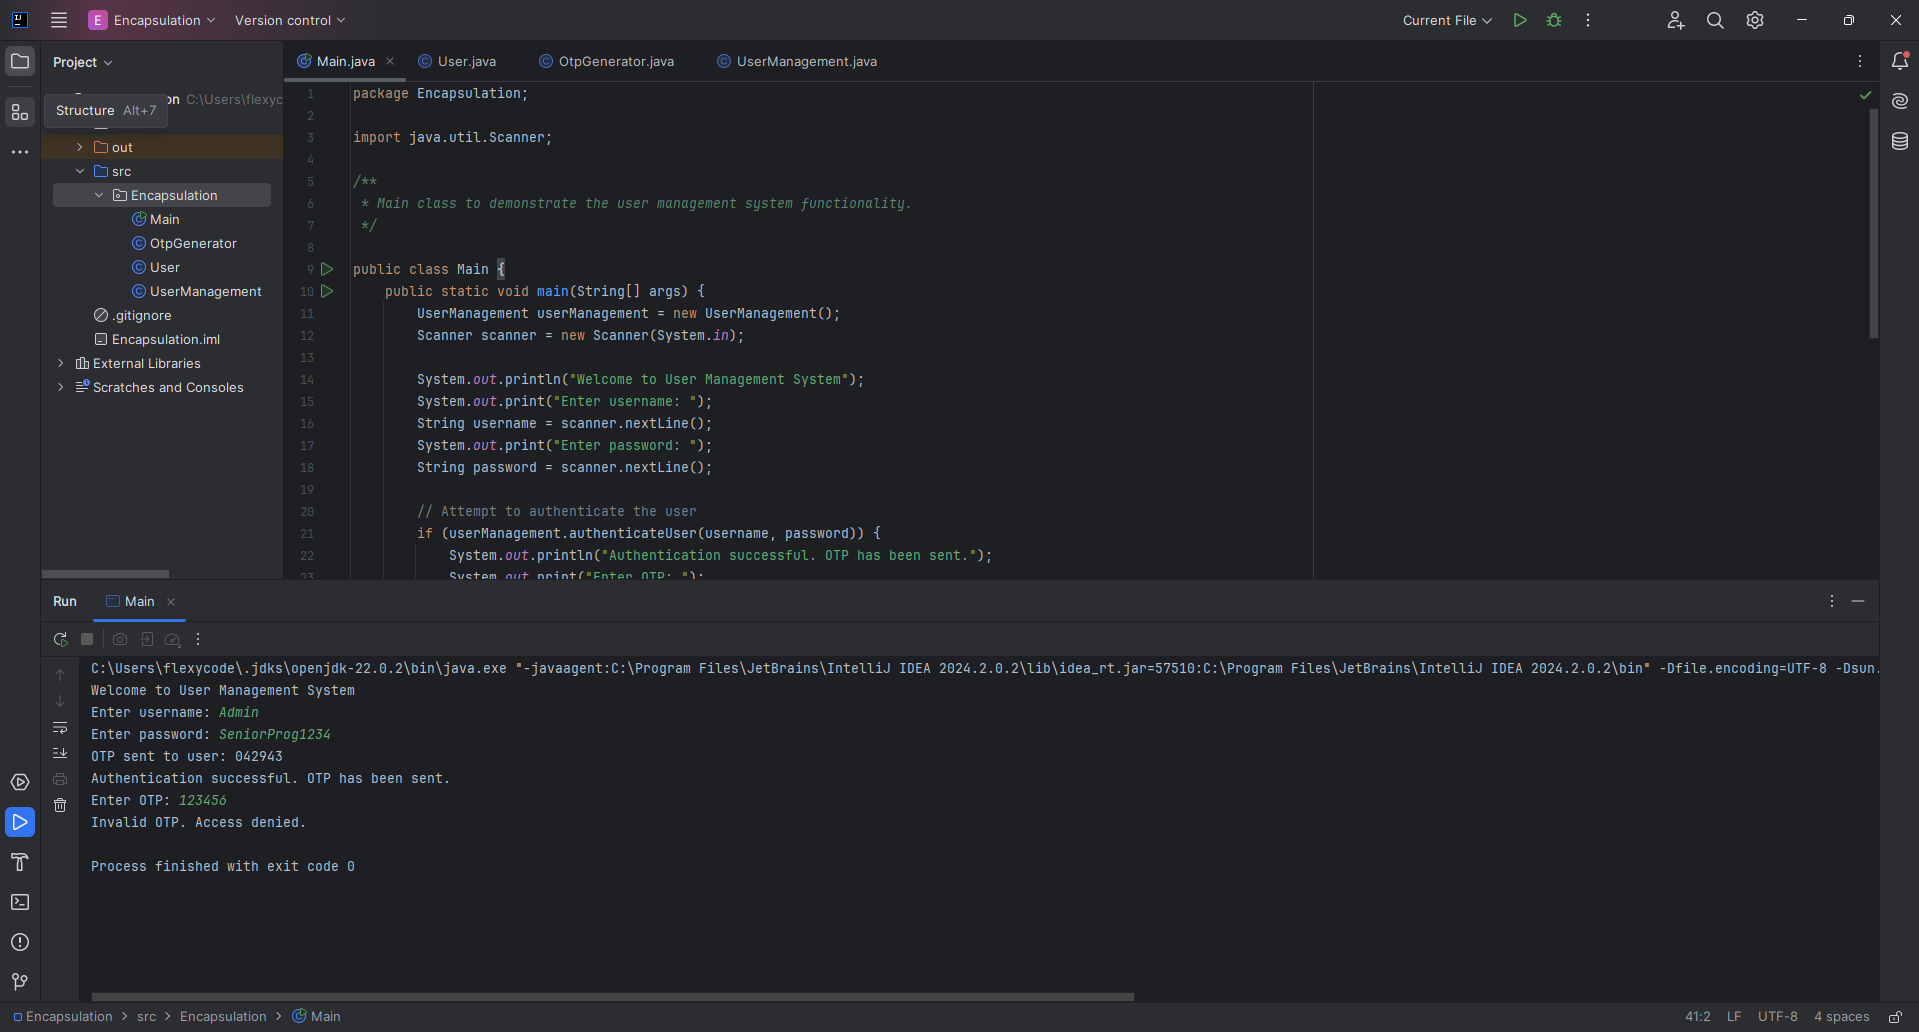 E Encapsulation Version control Current File
Project
Main.java User.java OtpGenerator.java UserManagement.java
on C:\Users\flexyc
Structure Alt+7
out
src
Encapsulation
Main
OtpGenerator
User
UserManagement
.gitignore
Encapsulation.iml
External Libraries
Scratches and Consoles
1 package Encapsulation;
2
3 import java.util.Scanner;
4
5 /**
6 * Main class to demonstrate the user management system functionality.
7 */
8
9 public class Main {
10 public static void main(String[] args) {
11 UserManagement userManagement = new UserManagement();
12 Scanner scanner = new Scanner(System.in);
13
14 System.out.println("Welcome to User Management System");
15 System.out.print("Enter username: ");
16 String username = scanner.nextLine();
17 System.out.print("Enter password: ");
18 String password = scanner.nextLine();
19
20 // Attempt to authenticate the user
21 if (userManagement.authenticateUser(username, password)) {
22 System.out.println("Authentication successful. OTP has been sent.");
23 System.out.print("Enter OTP: ");
Run Main
C:\Users\flexycode\.jdks\openjdk-22.0.2\bin\java.exe "-javaagent:C:\Program Files\JetBrains\IntelliJ IDEA 2024.2.0.2\lib\idea_rt.jar=57510:C:\Program Files\JetBrains\IntelliJ IDEA 2024.2.0.2\bin" -Dfile.encoding=UTF-8 -Dsun.
Welcome to User Management System
Enter username: Admin
Enter password: SeniorProg1234
OTP sent to user: 042943
Authentication successful. OTP has been sent.
Enter OTP: 123456
Invalid OTP. Access denied.
Process finished with exit code 0
Encapsulation > src > Encapsulation > Main 41:2 LF UTF-8 4 spaces